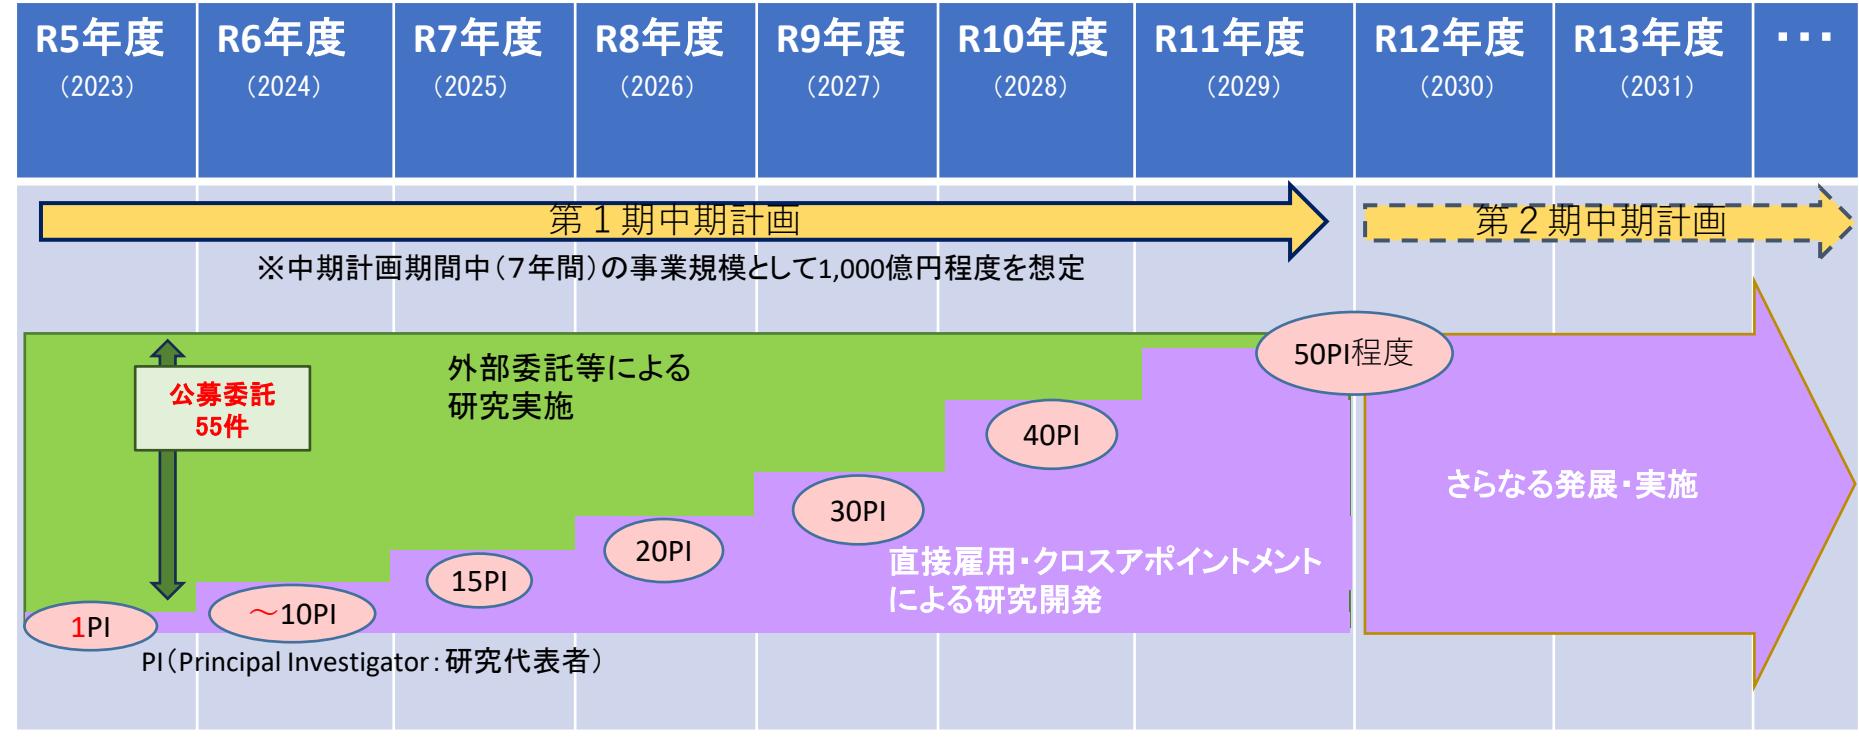 R5年度
（2023）
R6年度
（2024）
R7年度
（2025）
R8年度
（2026）
R9年度
（2027）
R10年度
（2028）
R11年度
（2029）
R12年度
（2030）
R13年度
（2031）
・・・
第１期中期計画
第２期中期計画
※中期計画期間中（７年間）の事業規模として1,000億円程度を想定
外部委託等による
研究実施
公募委託
55件
50PI程度
40PI
30PI
20PI
15PI
～10PI
1PI
さらなる発展・実施
直接雇用・クロスアポイントメント
による研究開発
PI（Principal Investigator：研究代表者）